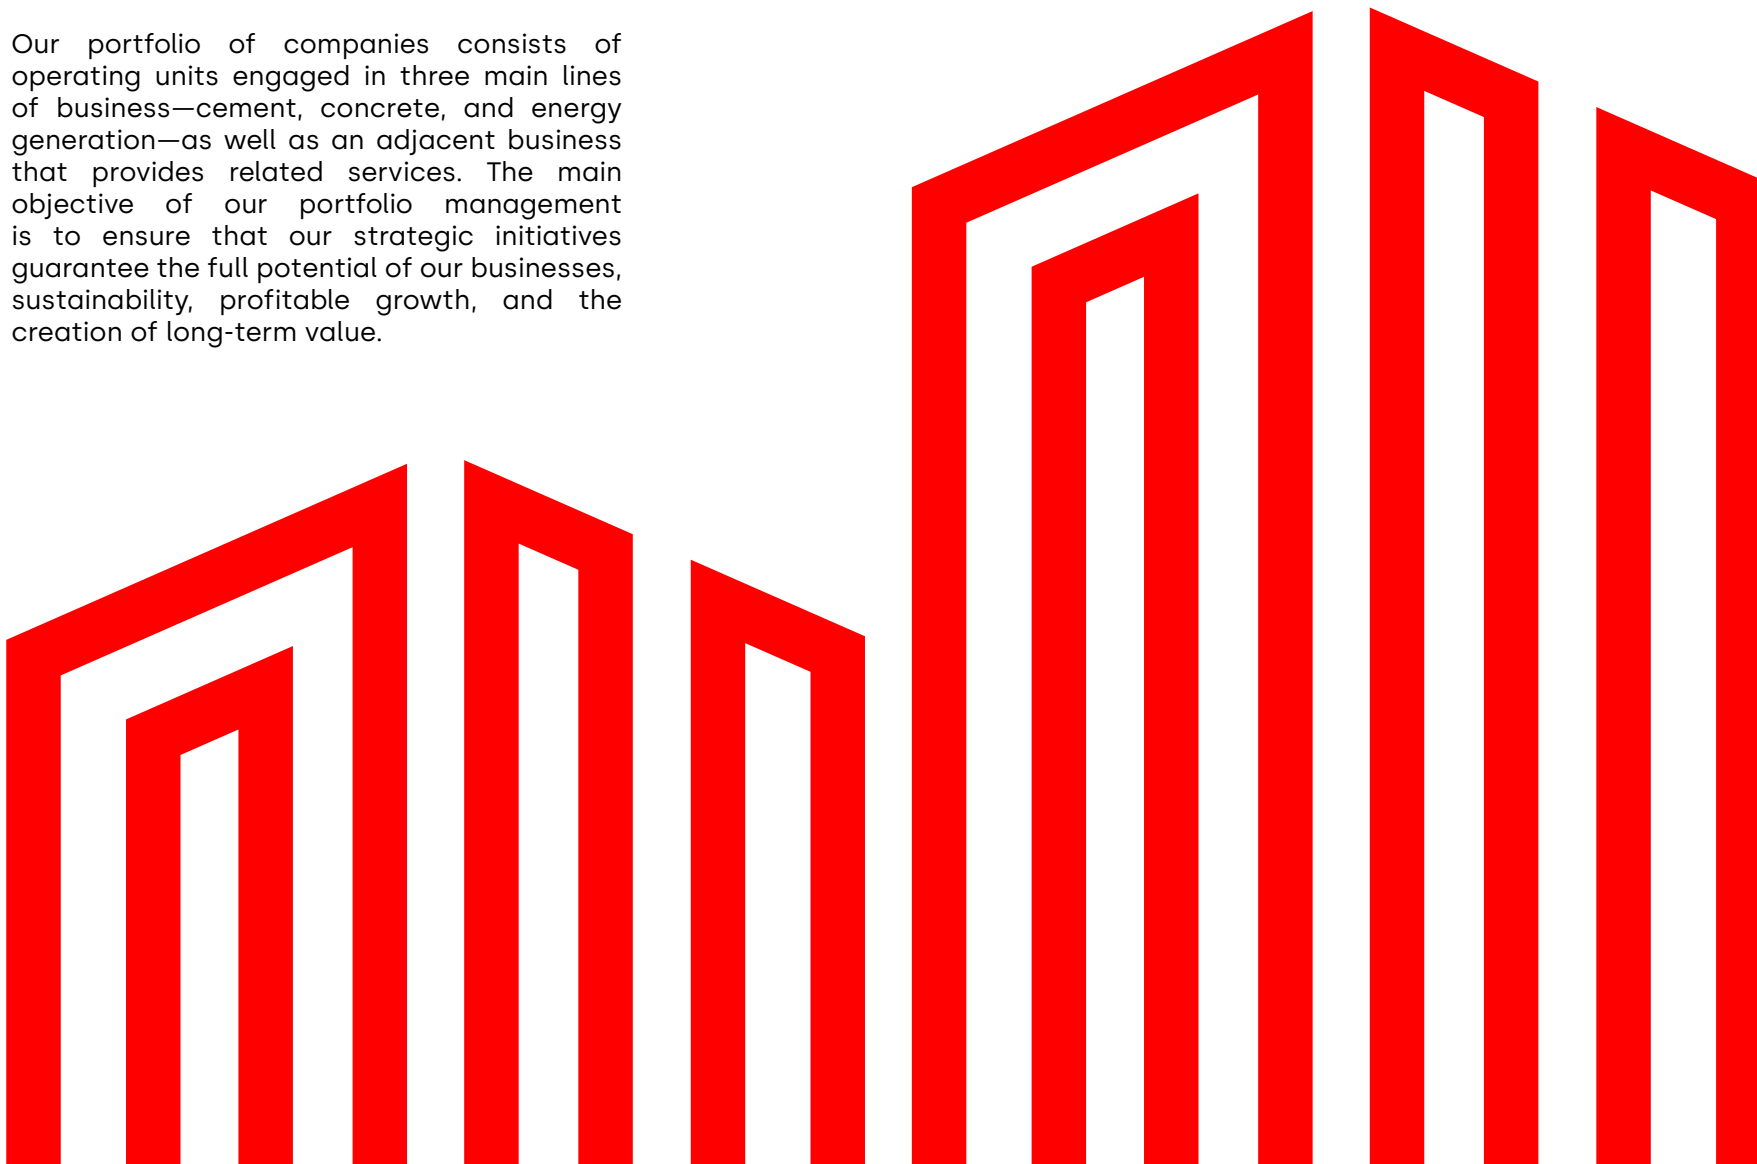 Our portfolio of companies consists of
operating units engaged in three main lines
of business—cement, concrete, and energy
generation—as well as an adjacent business
that provides related services. The main
objective of our portfolio management
is to ensure that our strategic initiatives
guarantee the full potential of our businesses,
sustainability, profitable growth, and the
creation of long-term value.